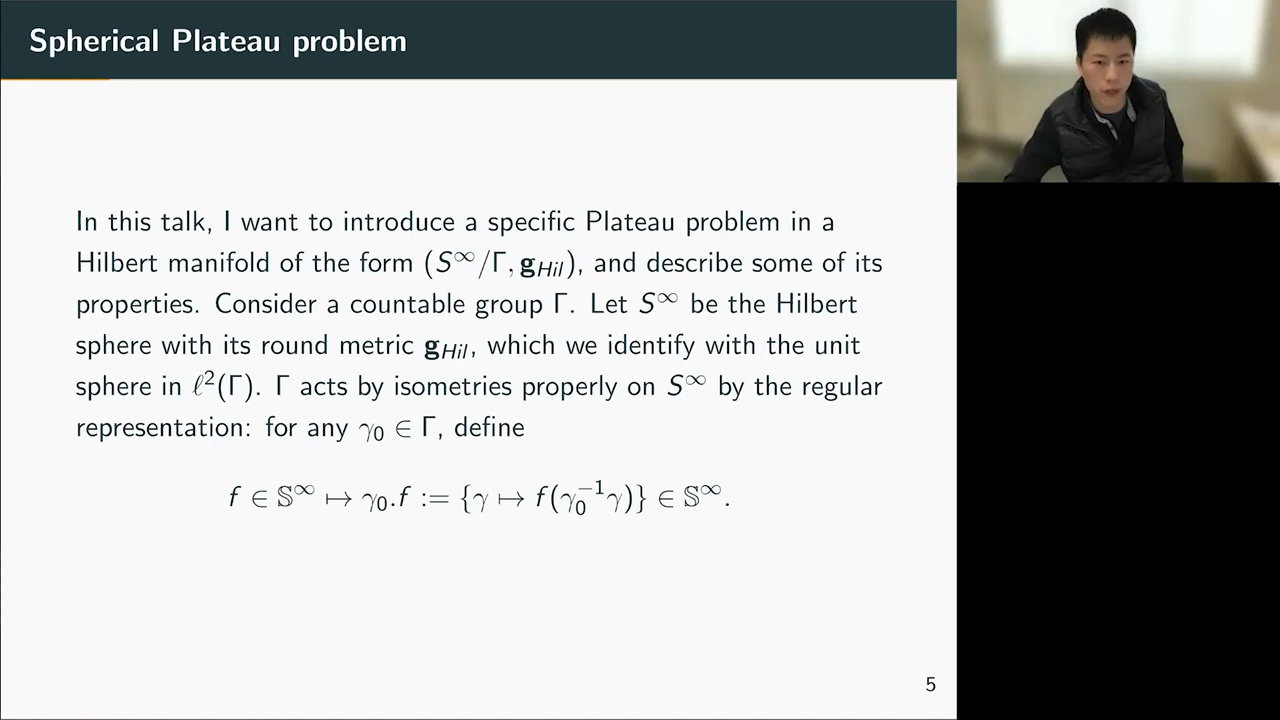 Spherical Plateau problem
In this talk, I want to introduce a specific Plateau problem in a
Hilbert manifold of the form (S^∞/Γ, g_Hil), and describe some of its
properties. Consider a countable group Γ. Let S^∞ be the Hilbert
sphere with its round metric g_Hil, which we identify with the unit
sphere in ℓ²(Γ). Γ acts by isometries properly on S^∞ by the regular
representation: for any γ₀ ∈ Γ, define
f ∈ 𝕊^∞ ↦ γ₀.f := {γ ↦ f(γ₀⁻¹γ)} ∈ 𝕊^∞.
5